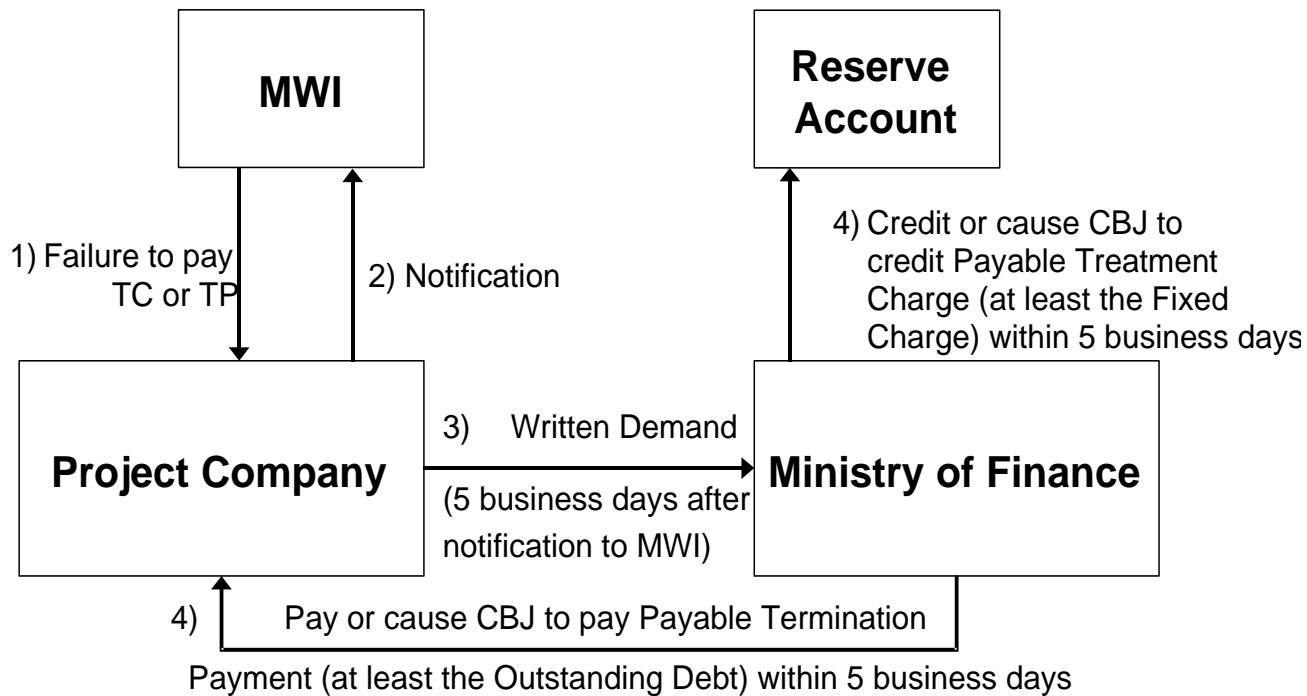 MWI
Reserve
Account
1) Failure to pay
TC or TP
2) Notification
4) Credit or cause CBJ to
credit Payable Treatment
Charge (at least the Fixed
Charge) within 5 business days
Project Company
3) Written Demand
(5 business days after
notification to MWI)
Ministry of Finance
4) Pay or cause CBJ to pay Payable Termination
Payment (at least the Outstanding Debt) within 5 business days